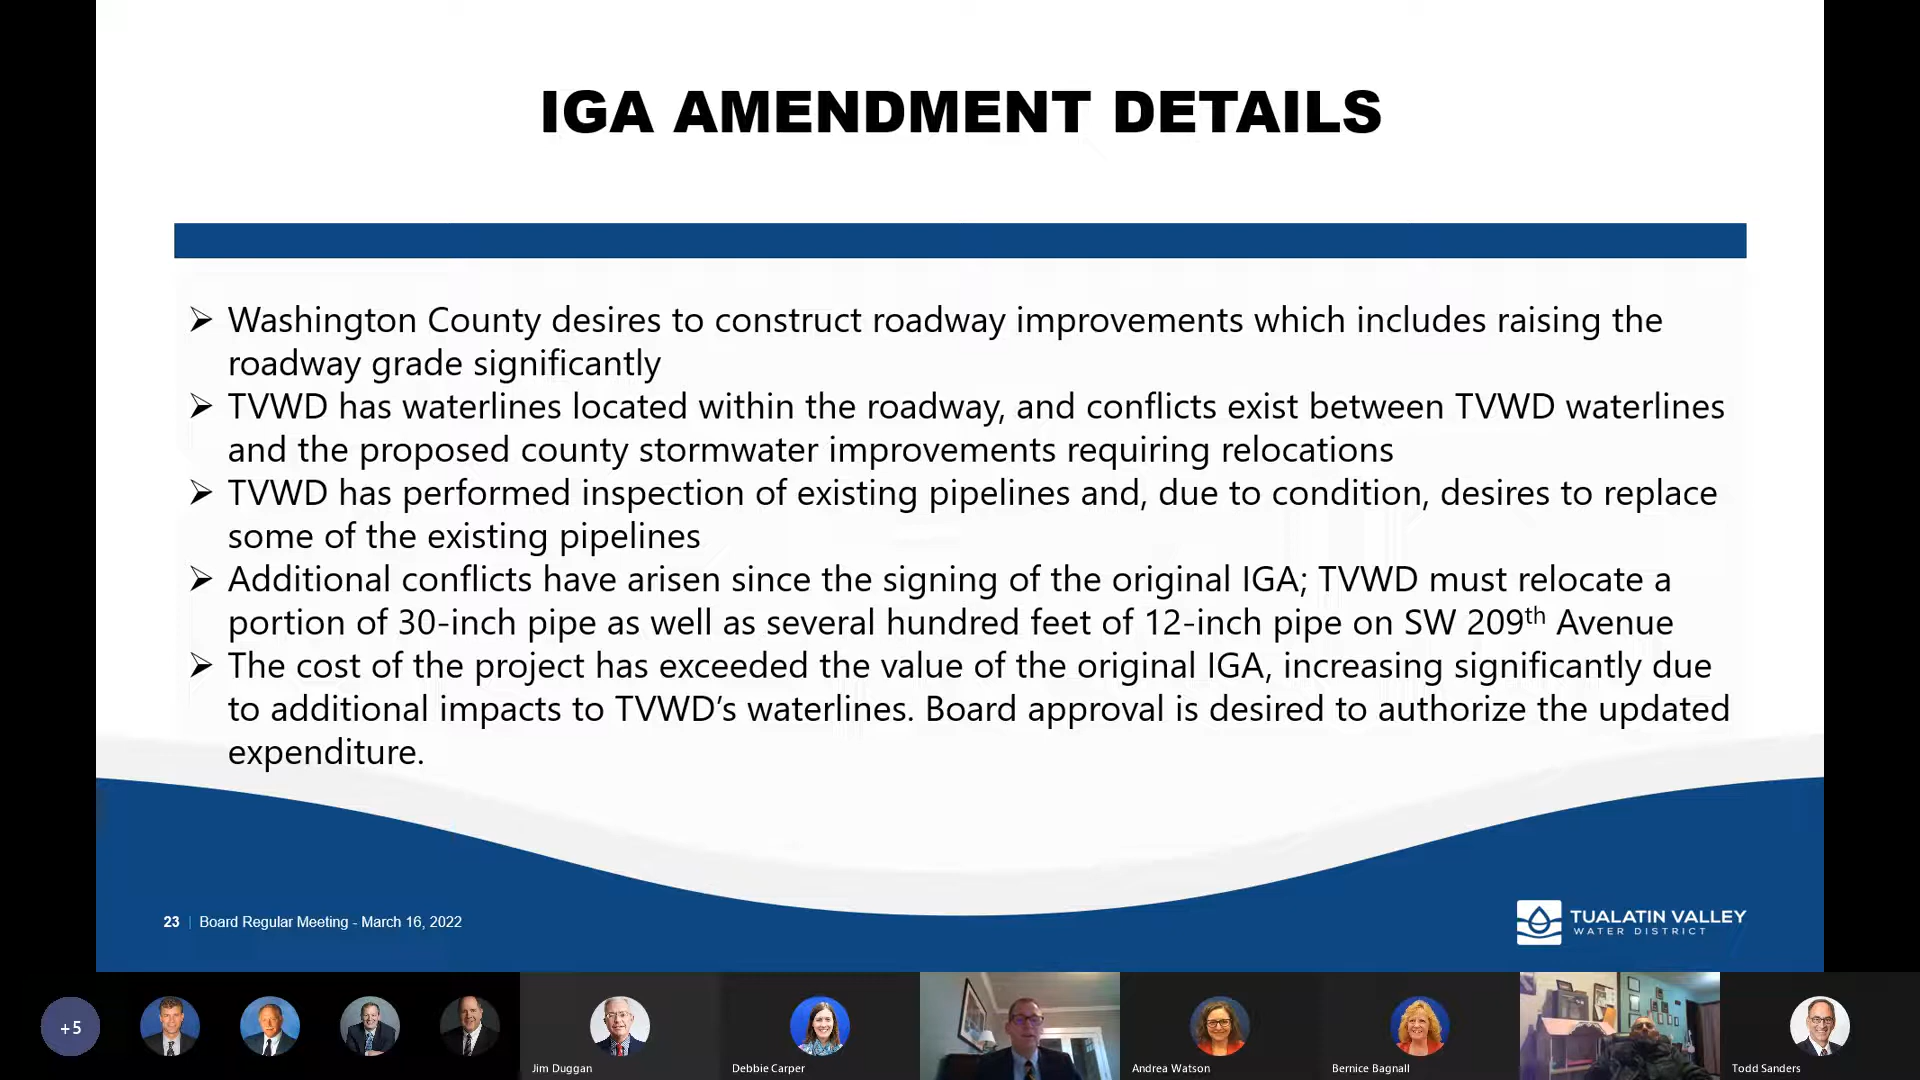 IGA AMENDMENT DETAILS
➢ Washington County desires to construct roadway improvements which includes raising the
roadway grade significantly
➢ TVWD has waterlines located within the roadway, and conflicts exist between TVWD waterlines
and the proposed county stormwater improvements requiring relocations
➢ TVWD has performed inspection of existing pipelines and, due to condition, desires to replace
some of the existing pipelines
➢ Additional conflicts have arisen since the signing of the original IGA; TVWD must relocate a
portion of 30-inch pipe as well as several hundred feet of 12-inch pipe on SW 209th Avenue
➢ The cost of the project has exceeded the value of the original IGA, increasing significantly due
to additional impacts to TVWD’s waterlines. Board approval is desired to authorize the updated
expenditure.
23 | Board Regular Meeting - March 16, 2022
TUALATIN VALLEY
WATER DISTRICT
+5
Jim Duggan
Debbie Carper
Andrea Watson
Bernice Bagnall
Todd Sanders